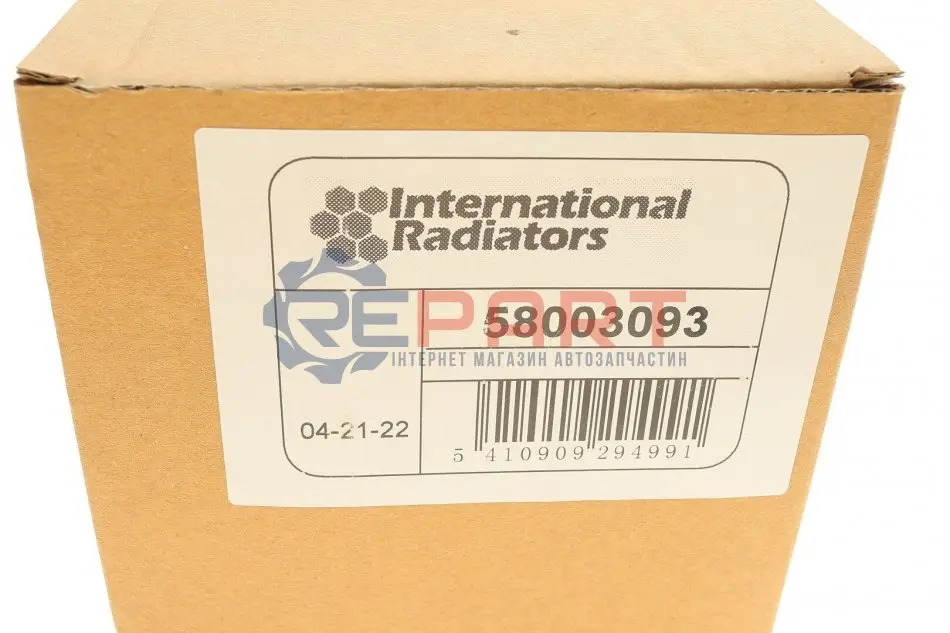 International
Radiators
REPART
58003093
ІНТЕРНЕТ МАГАЗИН АВТОЗАПЧАСТИН
04-21-22
5 410909 294991